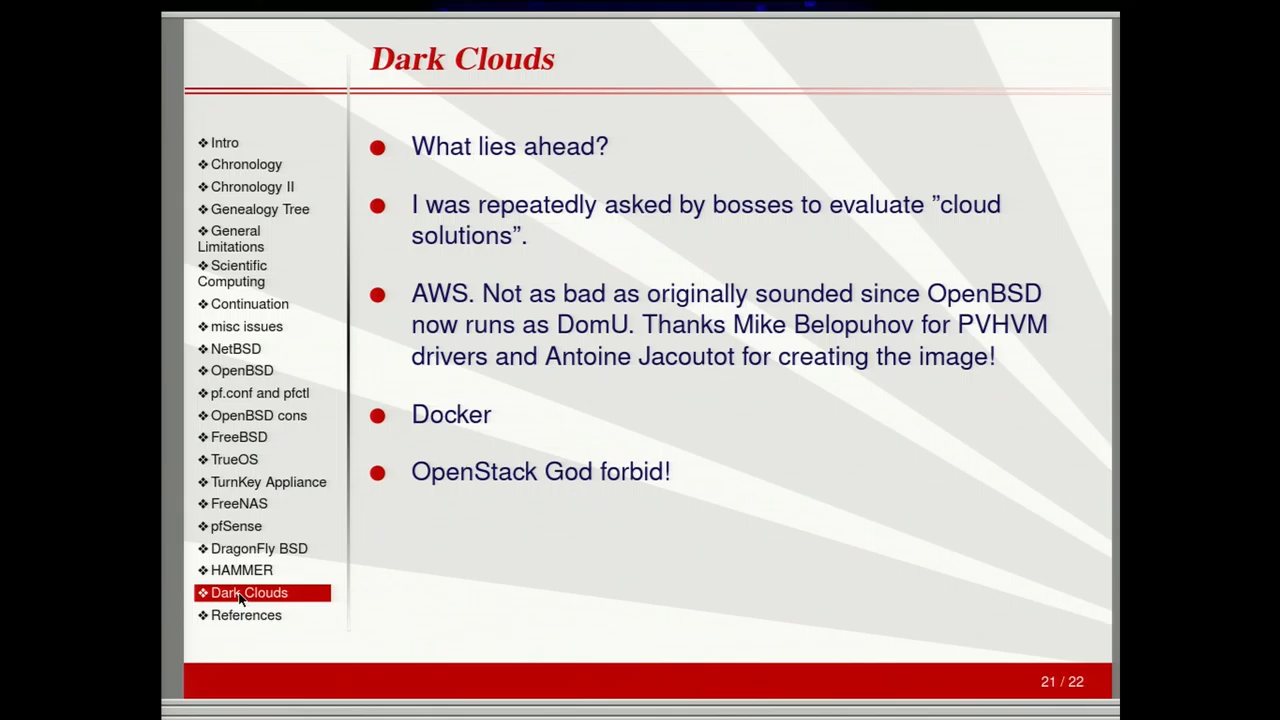 Dark Clouds
❖ Intro
❖ Chronology
❖ Chronology II
❖ Genealogy Tree
❖ General
Limitations
❖ Scientific
Computing
❖ Continuation
❖ misc issues
❖ NetBSD
❖ OpenBSD
❖ pf.conf and pfctl
❖ OpenBSD cons
❖ FreeBSD
❖ TrueOS
❖ TurnKey Appliance
❖ FreeNAS
❖ pfSense
❖ DragonFly BSD
❖ HAMMER
❖ Dark Clouds
❖ References
● What lies ahead?
● I was repeatedly asked by bosses to evaluate ”cloud
solutions”.
● AWS. Not as bad as originally sounded since OpenBSD
now runs as DomU. Thanks Mike Belopuhov for PVHVM
drivers and Antoine Jacoutot for creating the image!
● Docker
● OpenStack God forbid!
21 / 22